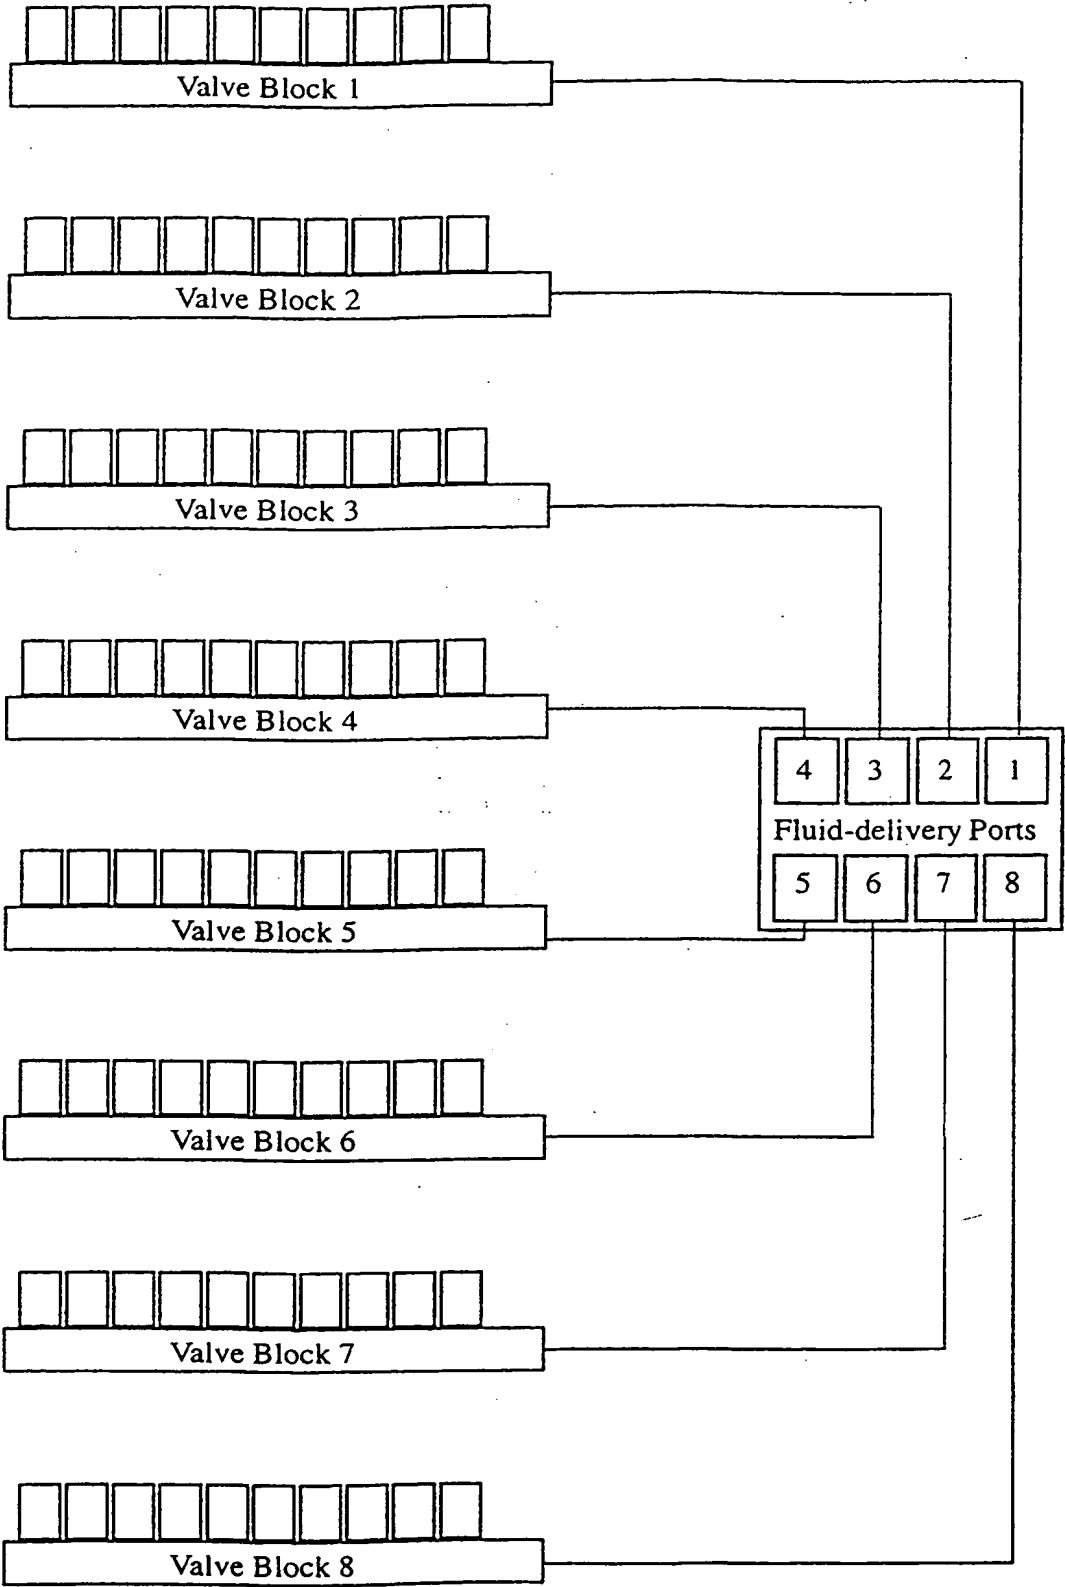 Valve Block 1
Valve Block 2
Valve Block 3
Valve Block 4
4 3 2 1
Fluid-delivery Ports
5 6 7 8
Valve Block 5
Valve Block 6
Valve Block 7
Valve Block 8